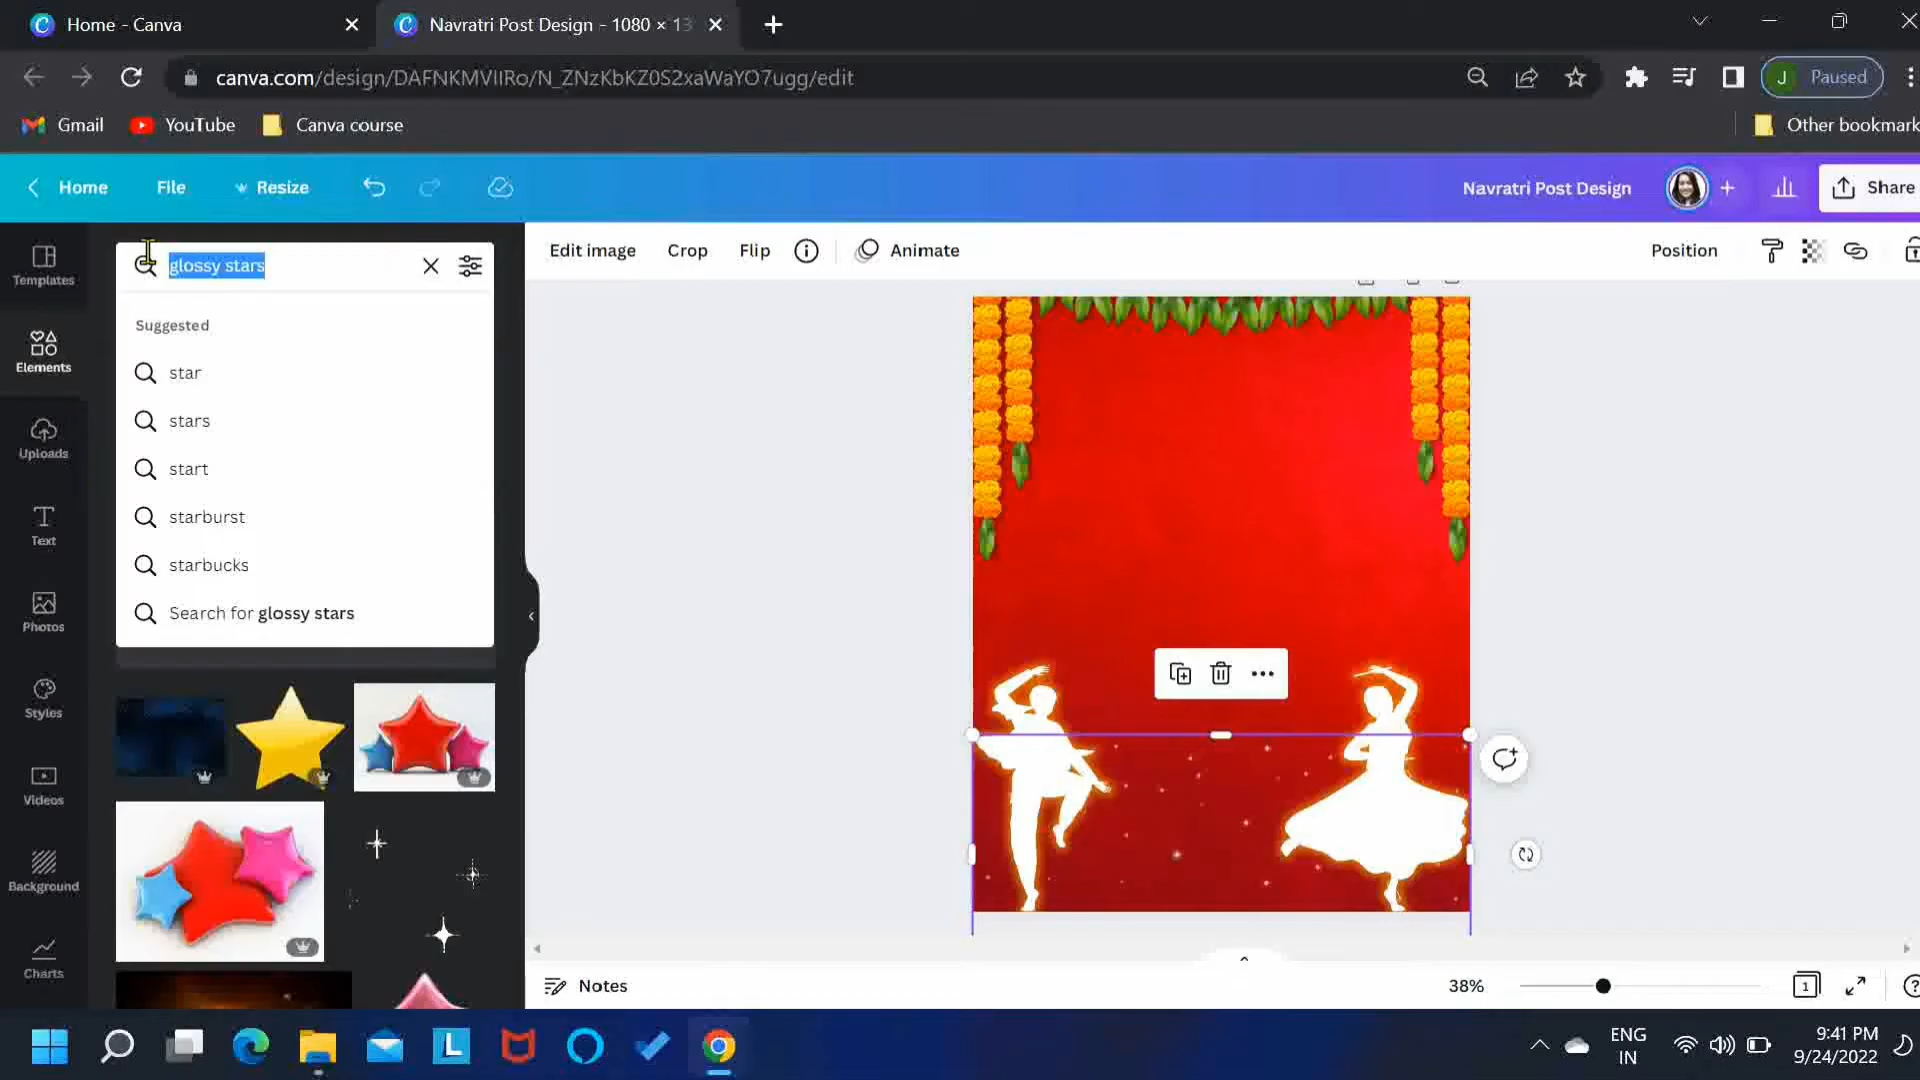 Home - Canva
Navratri Post Design - 1080 × 13
canva.com/design/DAFNKMVIIRo/N_ZNzKbKZ0S2xaWaYO7ugg/edit
J Paused
Gmail YouTube Canva course
Other bookmark
Home File Resize
Navratri Post Design
Share
Templates
Elements
Uploads
Text
Photos
Styles
Videos
Background
Charts
glossy stars
Suggested
star
stars
start
starburst
starbucks
Search for glossy stars
Edit image Crop Flip Animate
Position
Notes
38%
1
L
ENG
IN
9:41 PM
9/24/2022